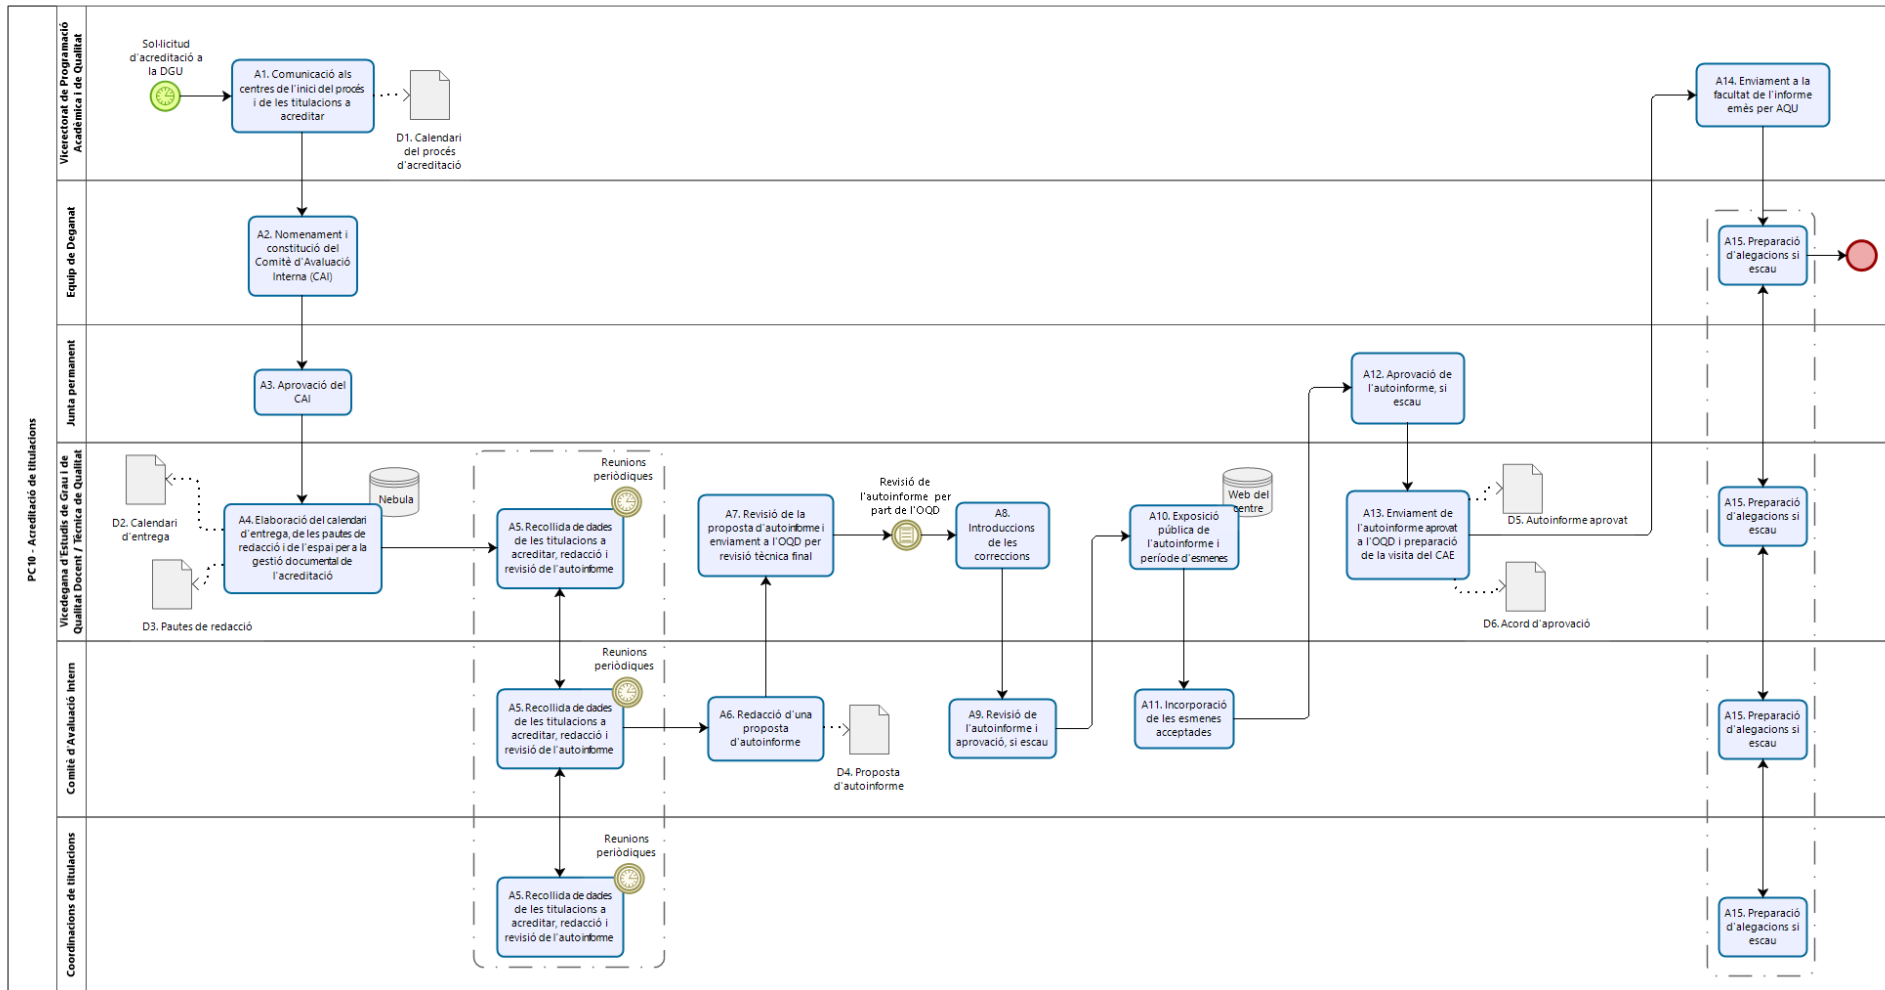 PC10 - Acreditació de titulacions
Vicerectorat de Programació
Acadèmica i de Qualitat
Sol·licitud
d'acreditació a
la DGU
A1. Comunicació als
centres de l'inici del procés
i de les titulacions a
acreditar
D1. Calendari
del procés
d'acreditació
A14. Enviament a la
facultat de l'informe
emès per AQU
Equip de Deganat
A2. Nomenament i
constitució del
Comitè d'Avaluació
Interna (CAI)
A15. Preparació
d'alegacions si
escau
Junta permanent
A3. Aprovació del
CAI
A12. Aprovació de
l'autoinforme, si
escau
Vicedegana d'Estudis de Grau i de
Qualitat Docent / Tècnica de Qualitat
D2. Calendari
d'entrega
D3. Pautes de redacció
Nebula
A4. Elaboració del calendari
d'entrega, de les pautes de
redacció i de l'espai per a la
gestió documental de
l'acreditació
Reunions
periòdiques
A5. Recollida de dades
de les titulacions a
acreditar, redacció i
revisió de l'autoinforme
A7. Revisió de la
proposta d'autoinforme i
enviament a l'OQD per
revisió tècnica final
Revisió de
l'autoinforme per
part de l'OQD
A8.
Introduccions
de les
correccions
Web del
centre
A10. Exposició
pública de
l'autoinforme i
període d'esmenes
A13. Enviament de
l'autoinforme aprovat
a l'OQD i preparació
de la visita del CAE
D5. Autoinforme aprovat
D6. Acord d'aprovació
A15. Preparació
d'alegacions si
escau
Comitè d'Avaluació Intern
Reunions
periòdiques
A5. Recollida de dades
de les titulacions a
acreditar, redacció i
revisió de l'autoinforme
A6. Redacció d'una
proposta
d'autoinforme
D4. Proposta
d'autoinforme
A9. Revisió de
l'autoinforme i
aprovació, si escau
A11. Incorporació
de les esmenes
acceptades
A15. Preparació
d'alegacions si
escau
Coordinacions de titulacions
Reunions
periòdiques
A5. Recollida de dades
de les titulacions a
acreditar, redacció i
revisió de l'autoinforme
A15. Preparació
d'alegacions si
escau